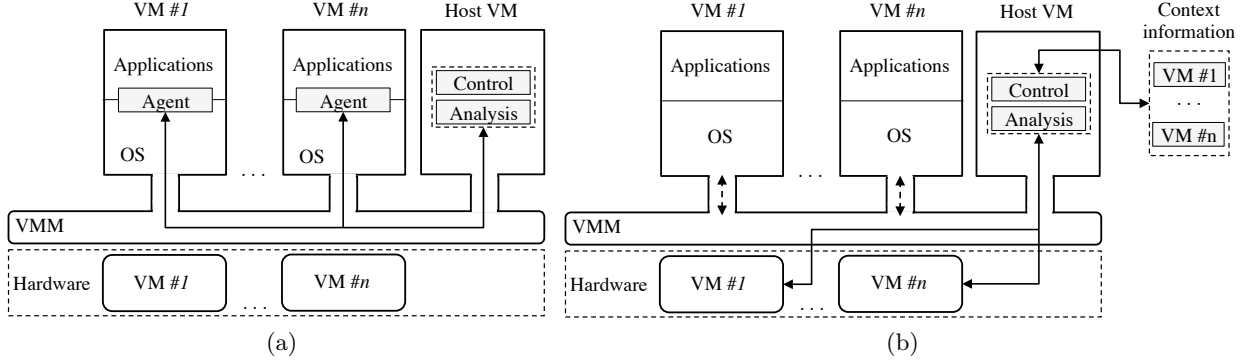 VM #1
VM #n
Host VM
Applications
Applications
Control
Agent
Agent
Analysis
OS
OS
. . .
VMM
Hardware
VM #1
VM #n
. . .
(a)
VM #1
VM #n
Host VM
Context
information
Applications
Applications
VM #1
Control
. . .
Analysis
OS
OS
VM #n
. . .
VMM
Hardware
VM #1
VM #n
. . .
(b)